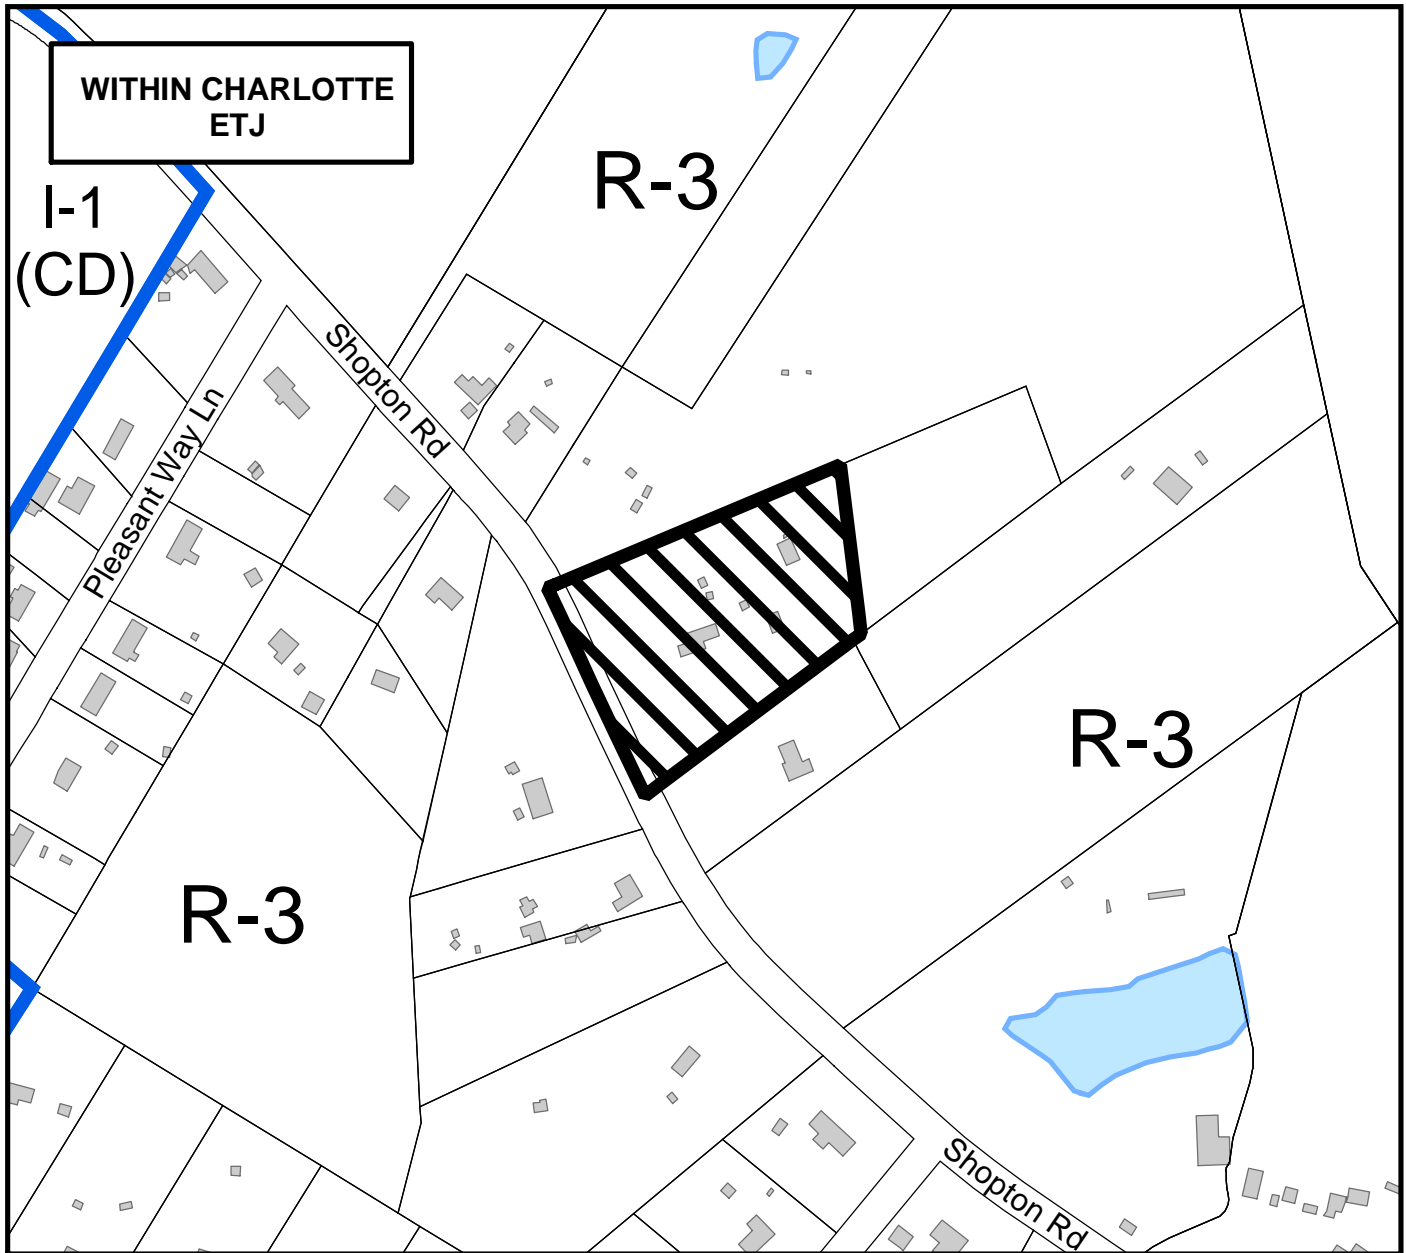 WITHIN CHARLOTTE
ETJ
R-3
I-1
(CD)
Shopton Rd
Pleasant Way Ln
R-3
R-3
Shopton Rd